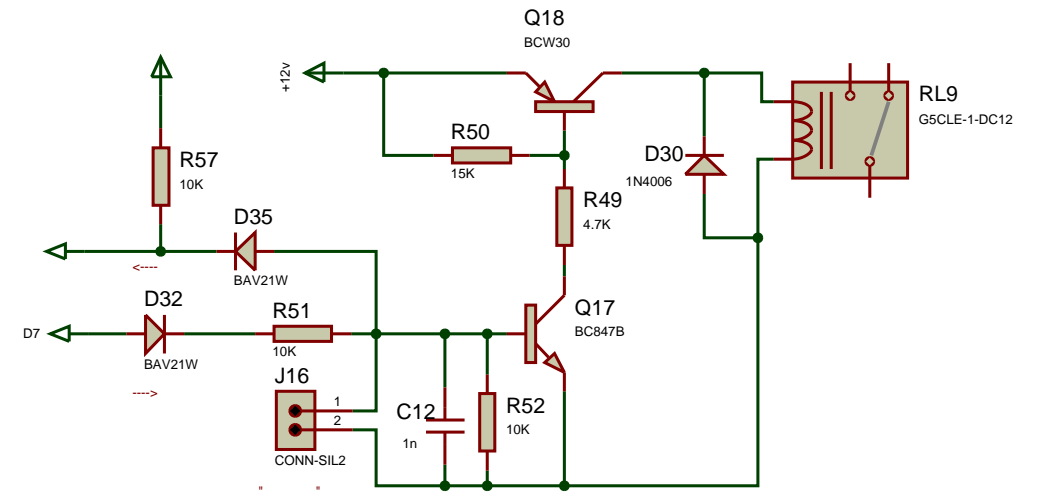 Q18
BCW30
+12v
RL9
G5CLE-1-DC12
R50
15K
D30
1N4006
R57
10K
R49
4.7K
D35
BAV21W
<----
D32
BAV21W
R51
10K
Q17
BC847B
D7
---->
J16
1
2
CONN-SIL2
C12
1n
R52
10K
" "